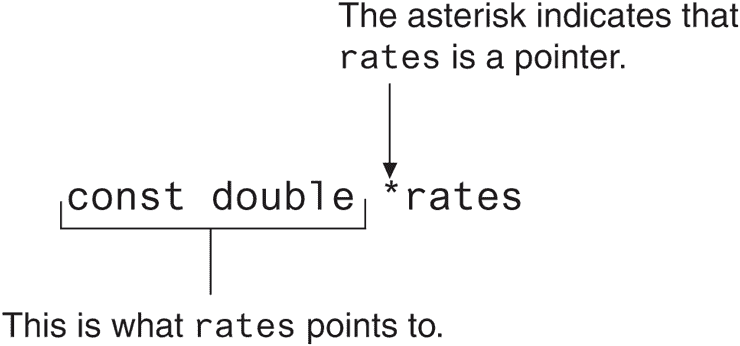 The asterisk indicates that
rates is a pointer.
const double *rates
This is what rates points to.